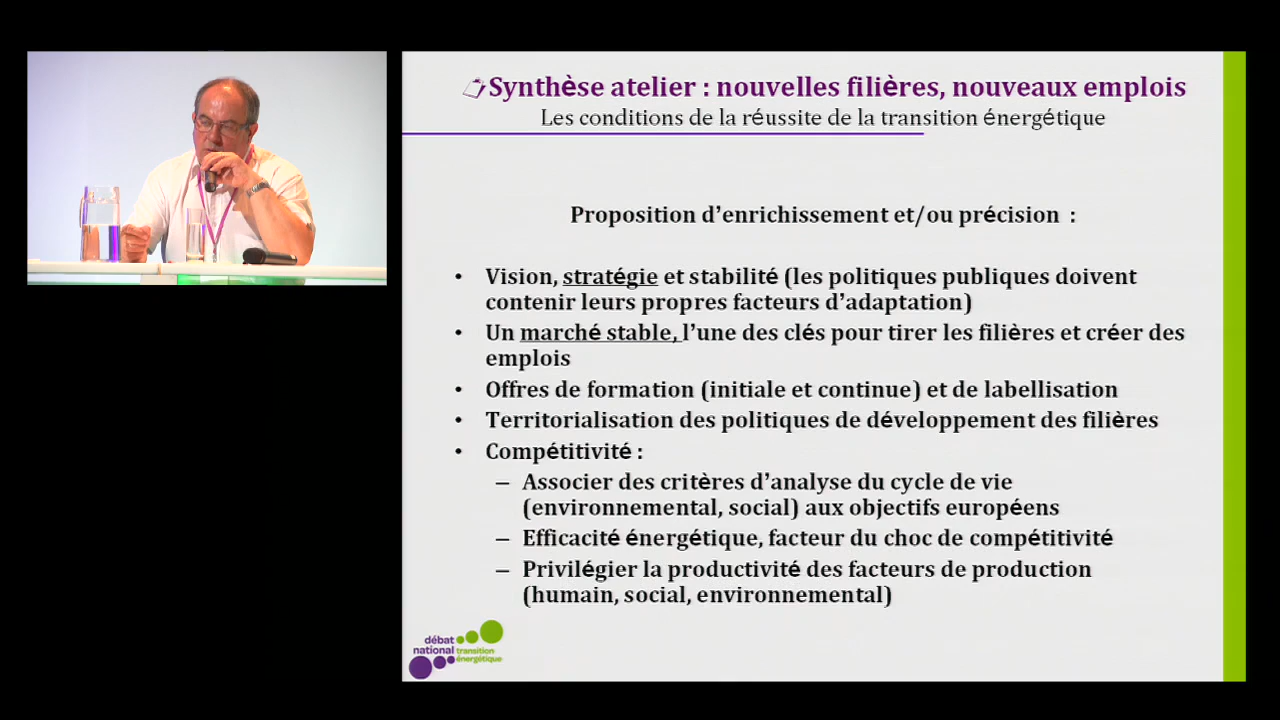 Synthèse atelier : nouvelles filières, nouveaux emplois
Les conditions de la réussite de la transition énergétique
Proposition d’enrichissement et/ou précision :
• Vision, stratégie et stabilité (les politiques publiques doivent
contenir leurs propres facteurs d’adaptation)
• Un marché stable, l’une des clés pour tirer les filières et créer des
emplois
• Offres de formation (initiale et continue) et de labellisation
• Territorialisation des politiques de développement des filières
• Compétitivité :
– Associer des critères d’analyse du cycle de vie
(environnemental, social) aux objectifs européens
– Efficacité énergétique, facteur du choc de compétitivité
– Privilégier la productivité des facteurs de production
(humain, social, environnemental)
débat
national transition
énergétique